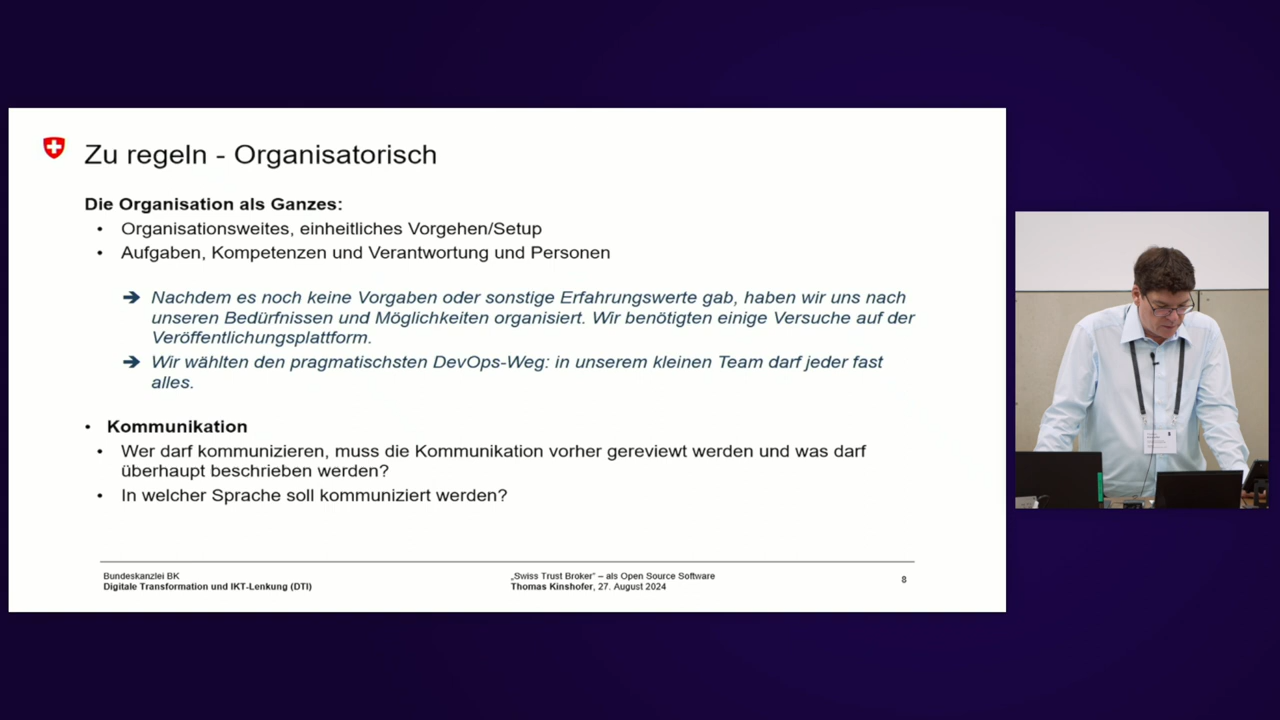 Zu regeln - Organisatorisch
Die Organisation als Ganzes:
• Organisationsweites, einheitliches Vorgehen/Setup
• Aufgaben, Kompetenzen und Verantwortung und Personen
➔ Nachdem es noch keine Vorgaben oder sonstige Erfahrungswerte gab, haben wir uns nach
unseren Bedürfnissen und Möglichkeiten organisiert. Wir benötigten einige Versuche auf der
Veröffentlichungsplattform.
➔ Wir wählten den pragmatischsten DevOps-Weg: in unserem kleinen Team darf jeder fast
alles.
• Kommunikation
• Wer darf kommunizieren, muss die Kommunikation vorher gereviewt werden und was darf
überhaupt beschrieben werden?
• In welcher Sprache soll kommuniziert werden?
Bundeskanzlei BK
Digitale Transformation und IKT-Lenkung (DTI)
„Swiss Trust Broker" – als Open Source Software
Thomas Kinshofer, 27. August 2024
8